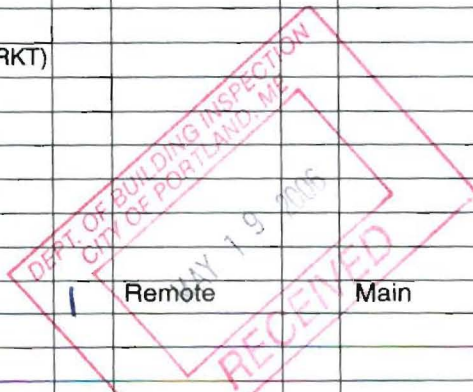 RKT)
DEPT. OF BUILDING INSPECTION
CITY OF PORTLAND, ME
MAY 19 2006
RECEIVED
1 Remote Main